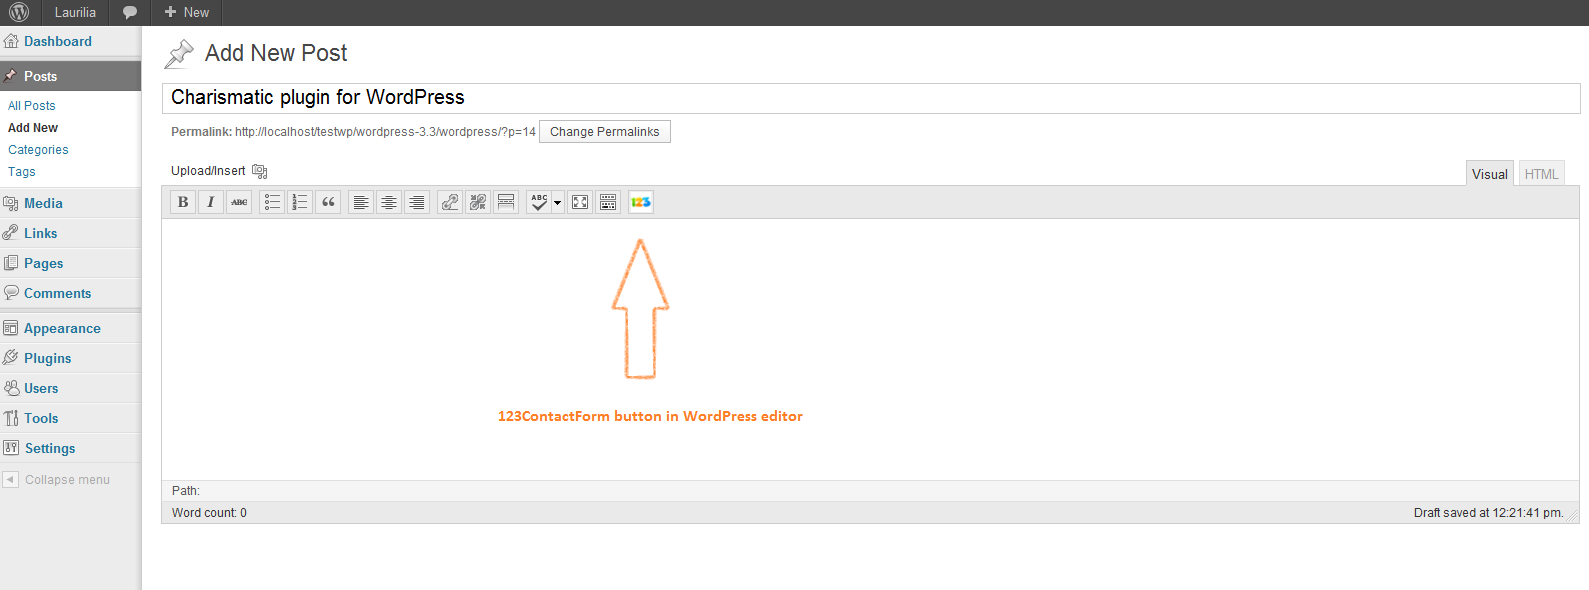 Laurilia
New
Dashboard
Posts
All Posts
Add New
Categories
Tags
Media
Links
Pages
Comments
Appearance
Plugins
Users
Tools
Settings
Collapse menu
Add New Post
Charismatic plugin for WordPress
Permalink: http://localhost/testwp/wordpress-3.3/wordpress/?p=14 Change Permalinks
Upload/Insert
Visual HTML
B I ABC ABC 123
123ContactForm button in WordPress editor
Path:
Word count: 0
Draft saved at 12:21:41 pm.